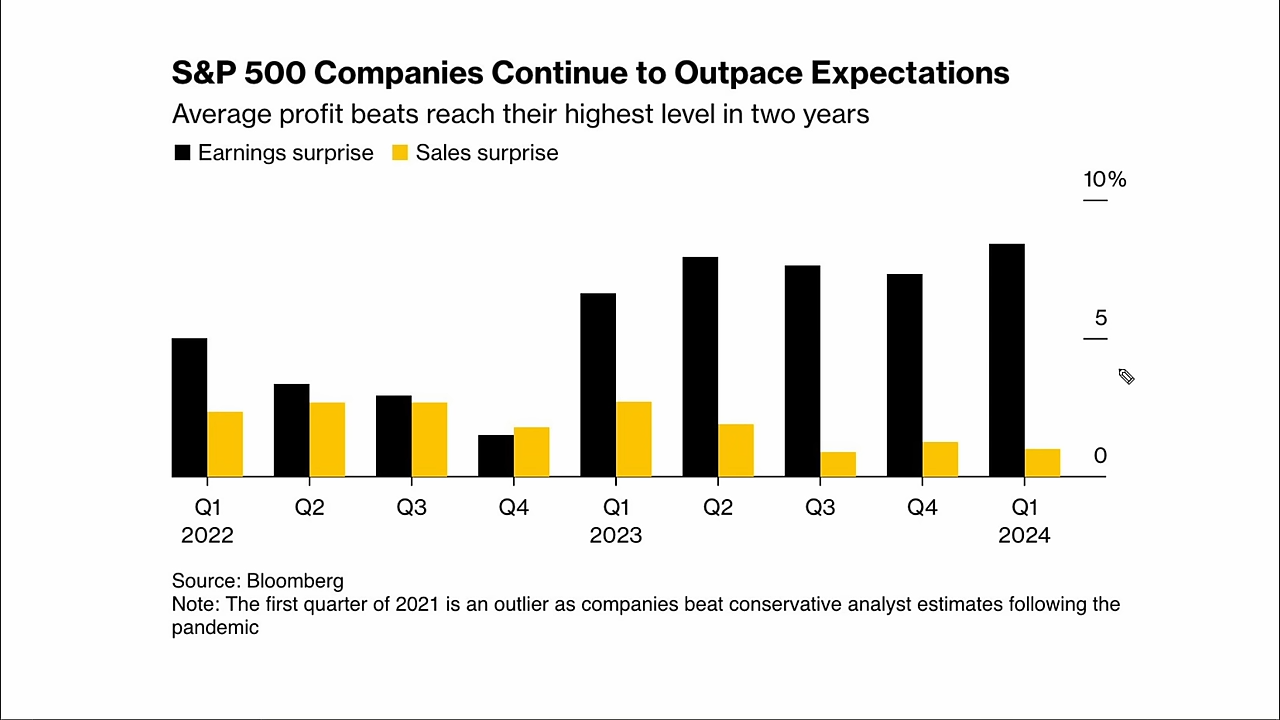 S&P 500 Companies Continue to Outpace Expectations
Average profit beats reach their highest level in two years
Earnings surprise Sales surprise
10%
5
0
Q1 Q2 Q3 Q4 Q1 Q2 Q3 Q4 Q1
2022 2023 2024
Source: Bloomberg
Note: The first quarter of 2021 is an outlier as companies beat conservative analyst estimates following the
pandemic